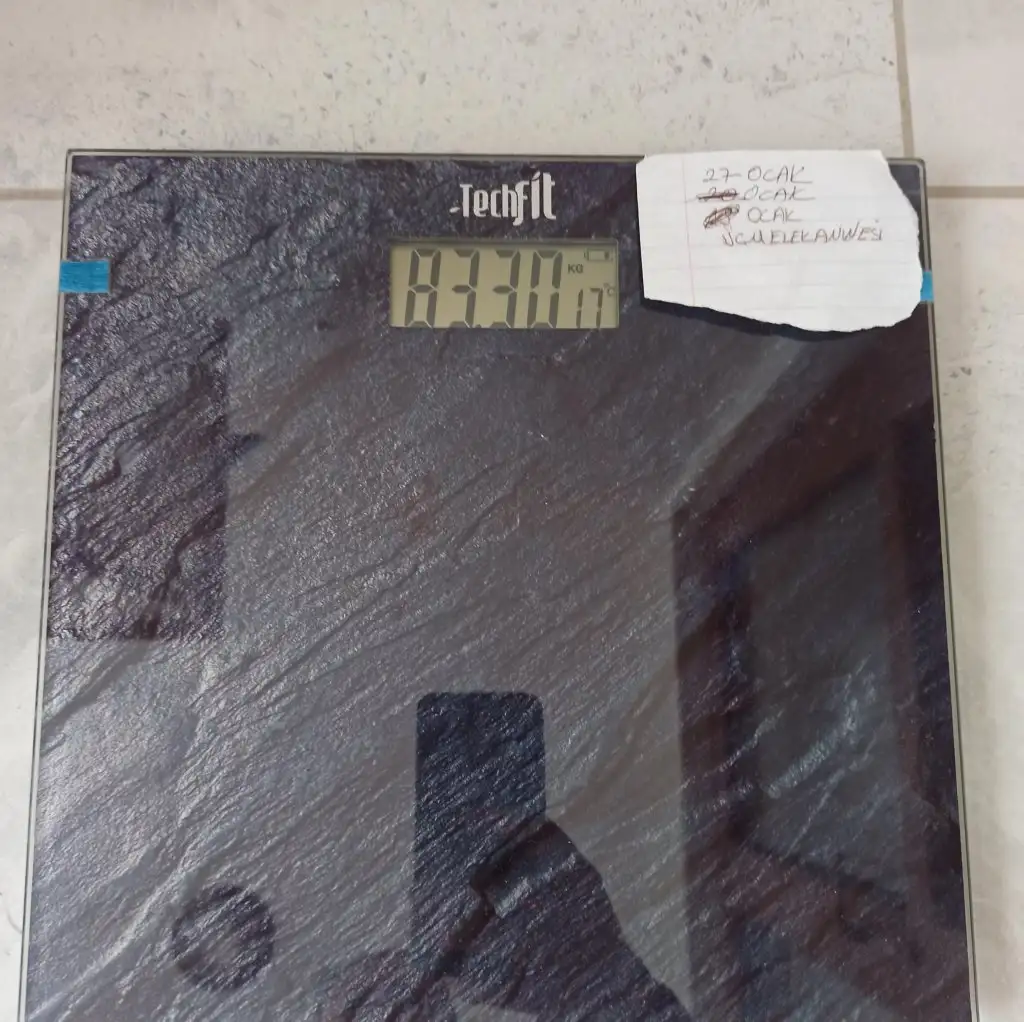 Techfit
83.30 KG
17 °C
27 OCAK
20 OCAK
OCAK